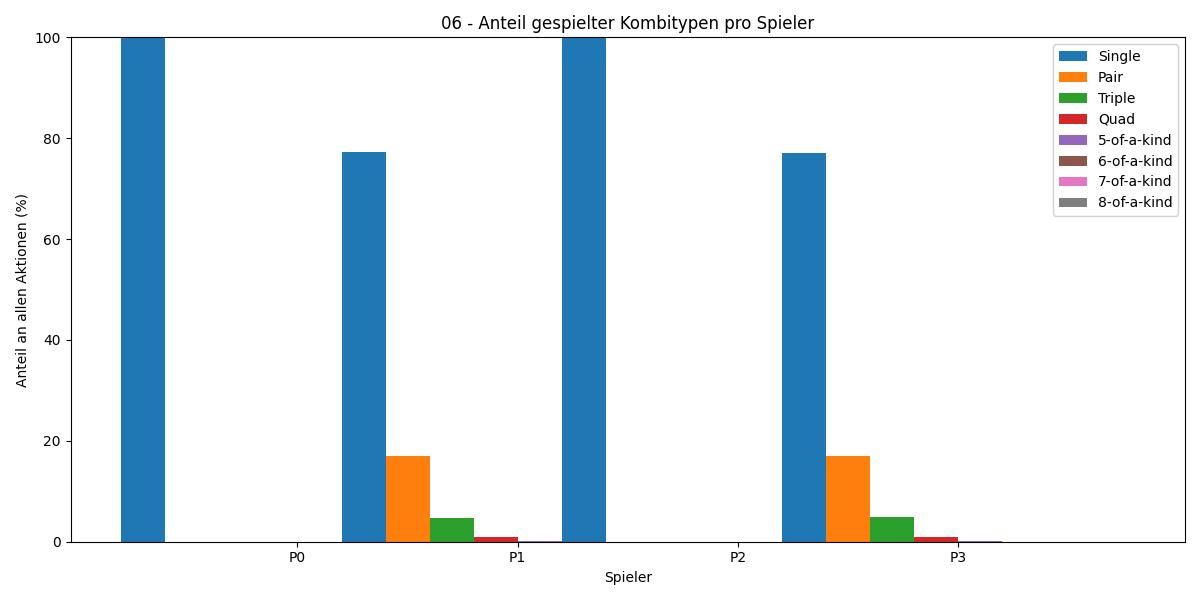 06 - Anteil gespielter Kombitypen pro Spieler
100
80
60
40
20
0
Anteil an allen Aktionen (%)
P0
P1
P2
P3
Spieler
Single
Pair
Triple
Quad
5-of-a-kind
6-of-a-kind
7-of-a-kind
8-of-a-kind